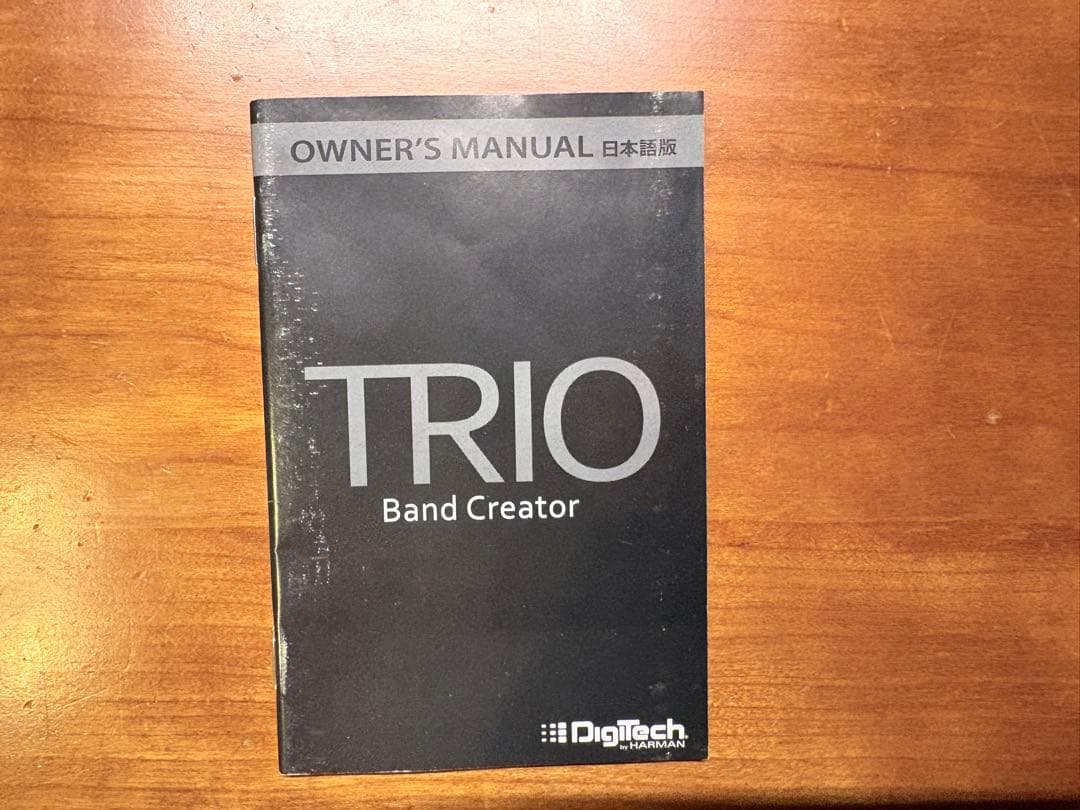 OWNER'S MANUAL 日本語版
TRIO
Band Creator
DigiTech
by HARMAN